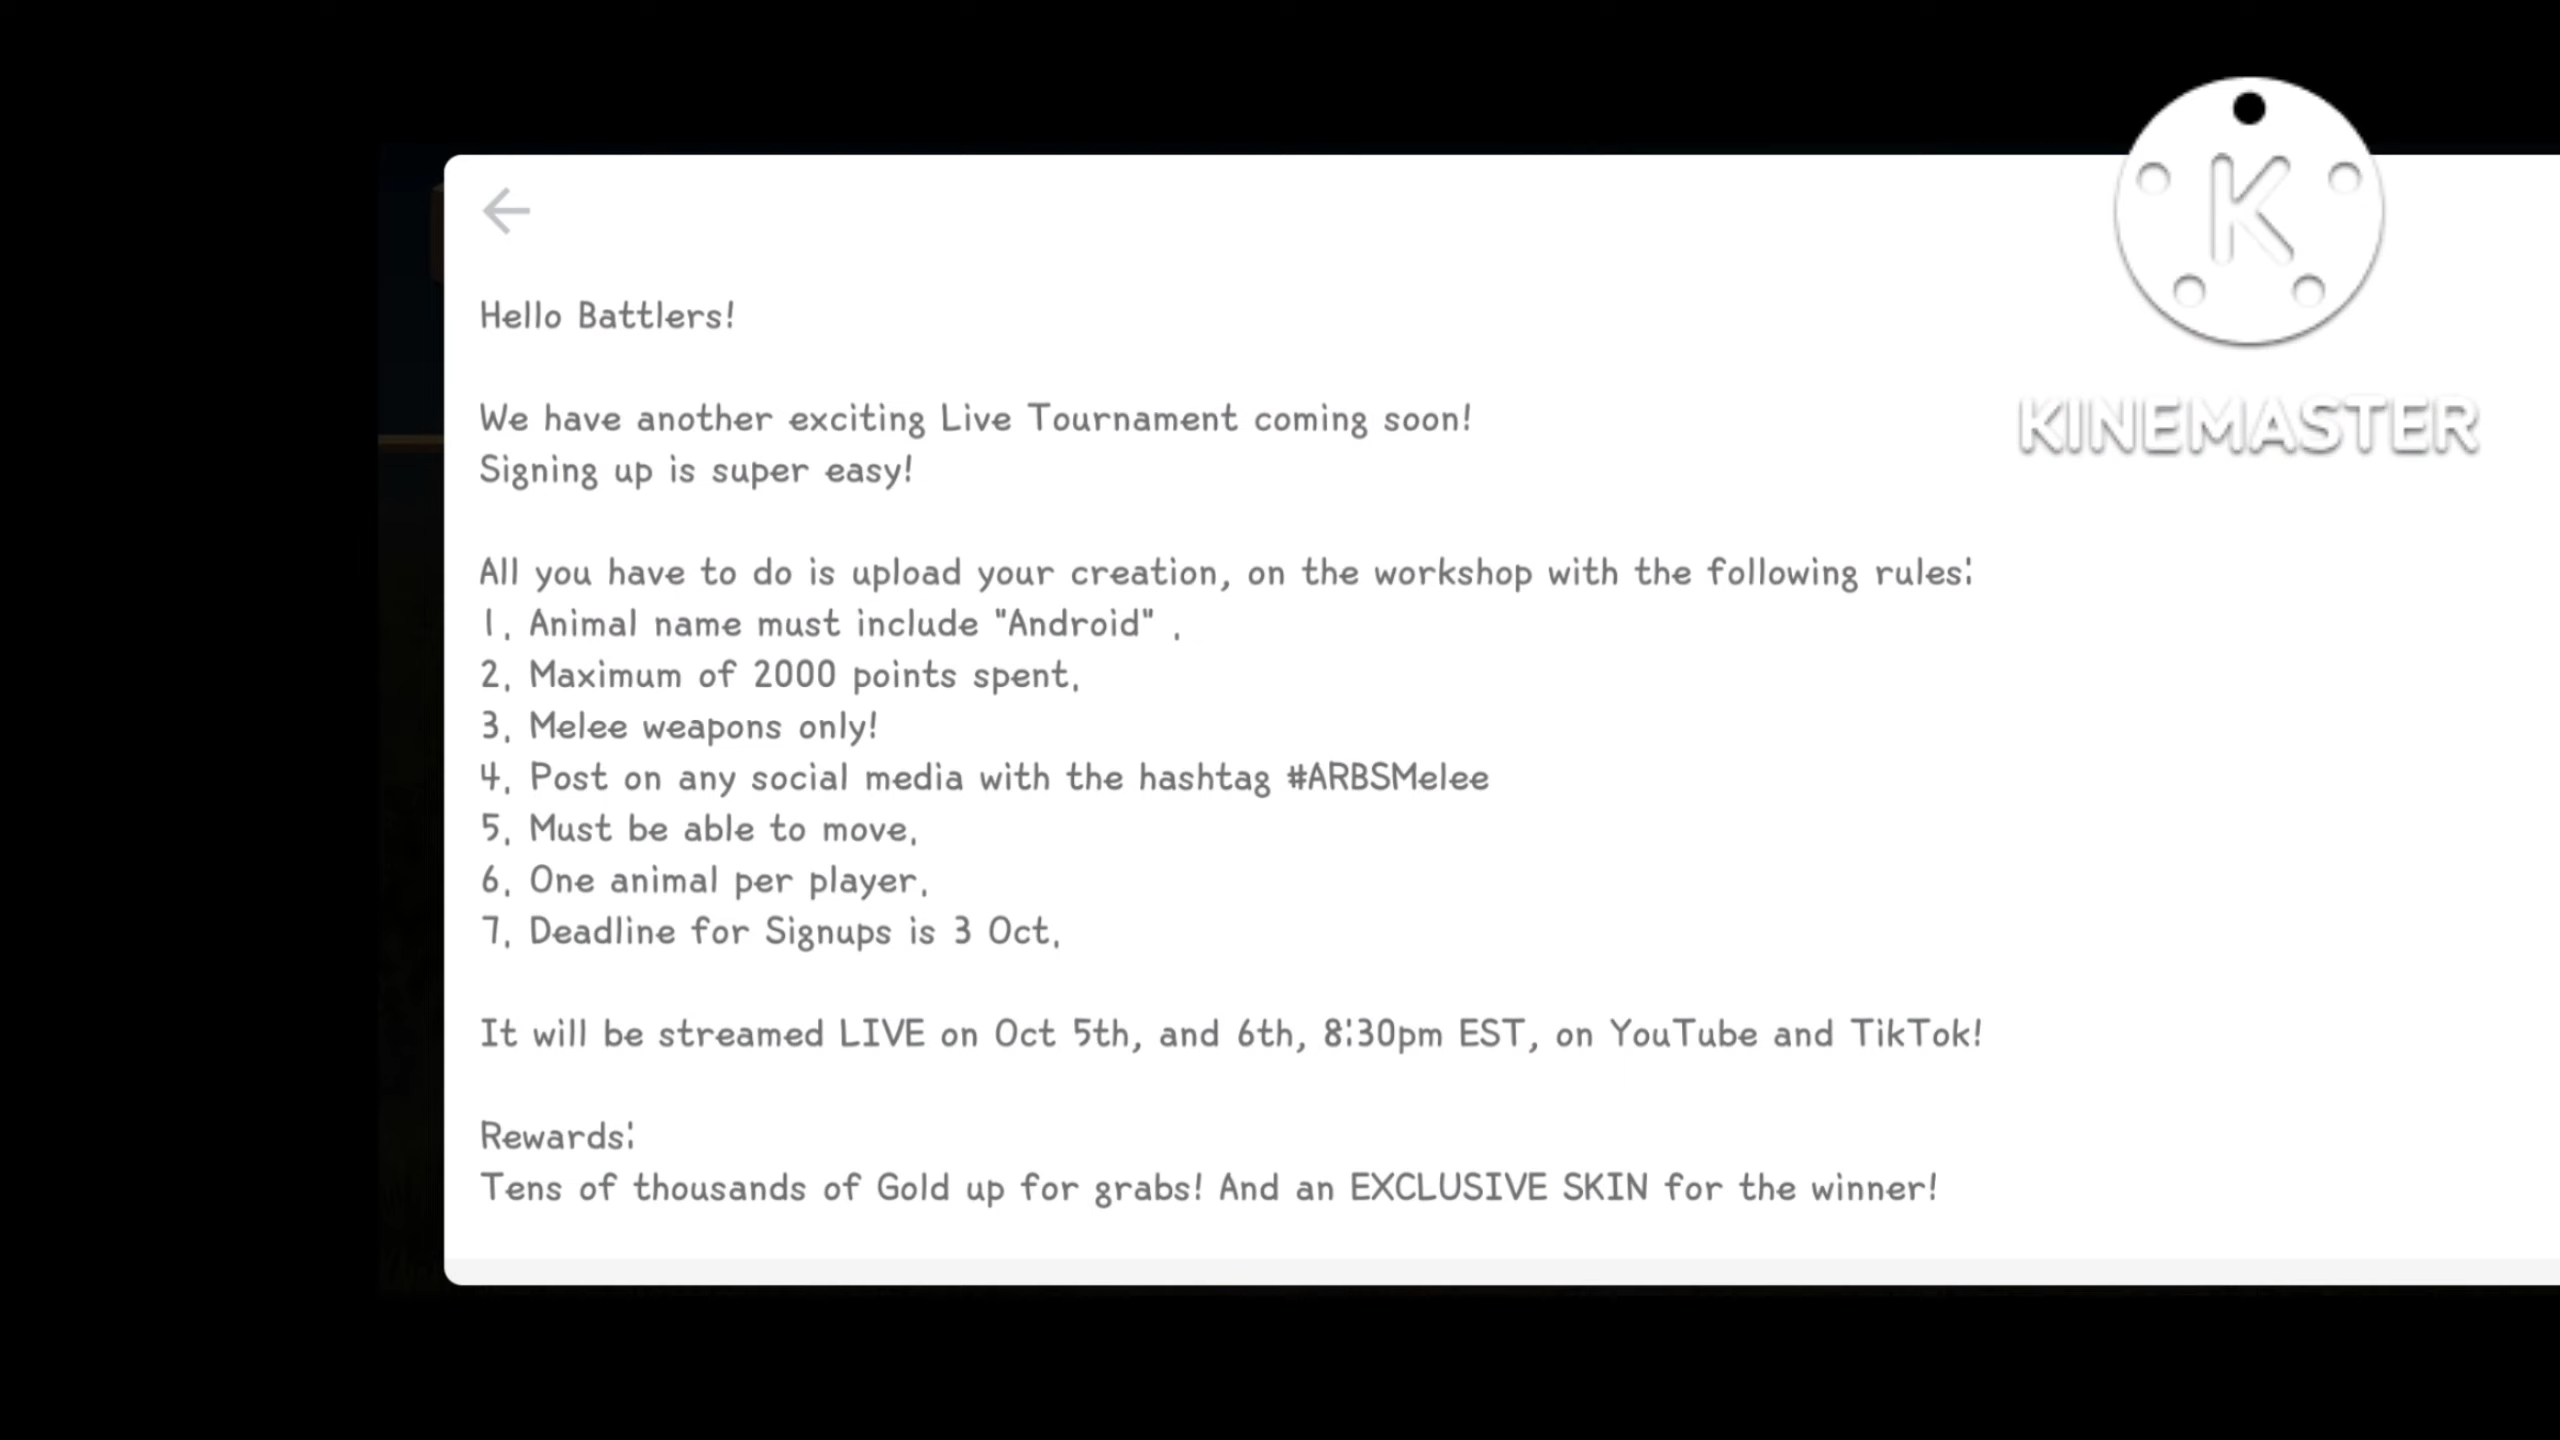 Hello Battlers!
We have another exciting Live Tournament coming soon!
Signing up is super easy!
All you have to do is upload your creation, on the workshop with the following rules:
1. Animal name must include "Android" .
2. Maximum of 2000 points spent.
3. Melee weapons only!
4. Post on any social media with the hashtag #ARBSMelee
5. Must be able to move.
6. One animal per player.
7. Deadline for Signups is 3 Oct.
It will be streamed LIVE on Oct 5th, and 6th, 8:30pm EST, on YouTube and TikTok!
Rewards:
Tens of thousands of Gold up for grabs! And an EXCLUSIVE SKIN for the winner!
K
KINEMASTER